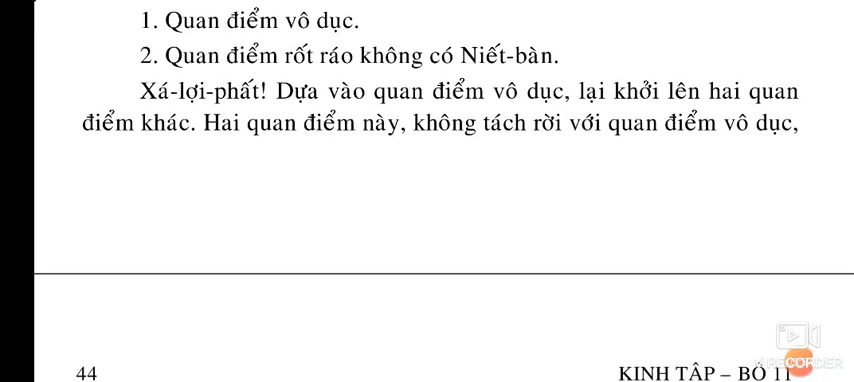 1. Quan điểm vô dục.
2. Quan điểm rốt ráo không có Niết-bàn.
Xá-lợi-phất! Dựa vào quan điểm vô dục, lại khởi lên hai quan
điểm khác. Hai quan điểm này, không tách rời với quan điểm vô dục,
44
KINH TẬP – BỘ 11
RECORDER